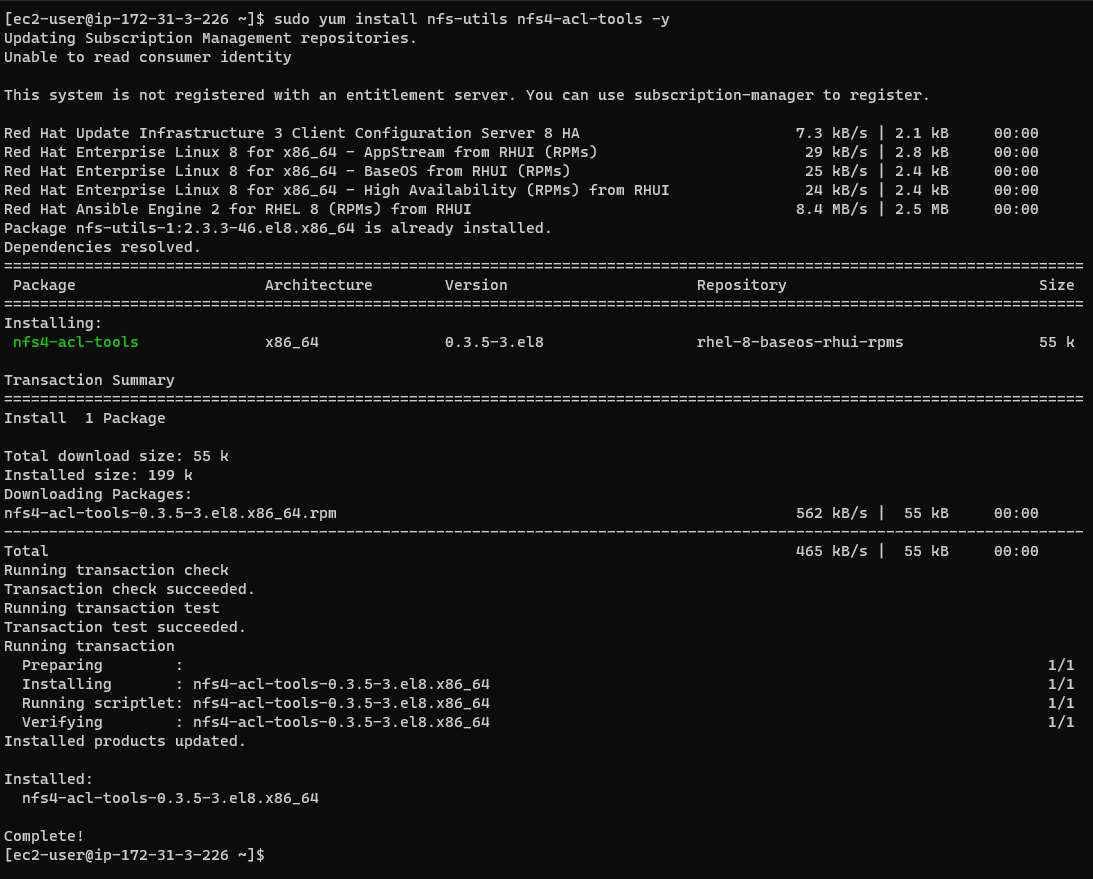 [ec2-user@ip-172-31-3-226 ~]$ sudo yum install nfs-utils nfs4-acl-tools -y
Updating Subscription Management repositories.
Unable to read consumer identity

This system is not registered with an entitlement server. You can use subscription-manager to register.

Red Hat Update Infrastructure 3 Client Configuration Server 8 HA                        7.3 kB/s | 2.1 kB     00:00
Red Hat Enterprise Linux 8 for x86_64 - AppStream from RHUI (RPMs)                       29 kB/s | 2.8 kB     00:00
Red Hat Enterprise Linux 8 for x86_64 - BaseOS from RHUI (RPMs)                          25 kB/s | 2.4 kB     00:00
Red Hat Enterprise Linux 8 for x86_64 - High Availability (RPMs) from RHUI               24 kB/s | 2.4 kB     00:00
Red Hat Ansible Engine 2 for RHEL 8 (RPMs) from RHUI                                    8.4 MB/s | 2.5 MB     00:00
Package nfs-utils-1:2.3.3-46.el8.x86_64 is already installed.
Dependencies resolved.
========================================================================================================================
 Package                     Architecture        Version                     Repository                            Size
========================================================================================================================
Installing:
 nfs4-acl-tools              x86_64              0.3.5-3.el8                 rhel-8-baseos-rhui-rpms               55 k

Transaction Summary
========================================================================================================================
Install  1 Package

Total download size: 55 k
Installed size: 199 k
Downloading Packages:
nfs4-acl-tools-0.3.5-3.el8.x86_64.rpm                                                   562 kB/s |  55 kB     00:00
------------------------------------------------------------------------------------------------------------------------
Total                                                                                   465 kB/s |  55 kB     00:00
Running transaction check
Transaction check succeeded.
Running transaction test
Transaction test succeeded.
Running transaction
  Preparing        :                                                                                                1/1
  Installing       : nfs4-acl-tools-0.3.5-3.el8.x86_64                                                              1/1
  Running scriptlet: nfs4-acl-tools-0.3.5-3.el8.x86_64                                                              1/1
  Verifying        : nfs4-acl-tools-0.3.5-3.el8.x86_64                                                              1/1
Installed products updated.

Installed:
  nfs4-acl-tools-0.3.5-3.el8.x86_64

Complete!
[ec2-user@ip-172-31-3-226 ~]$